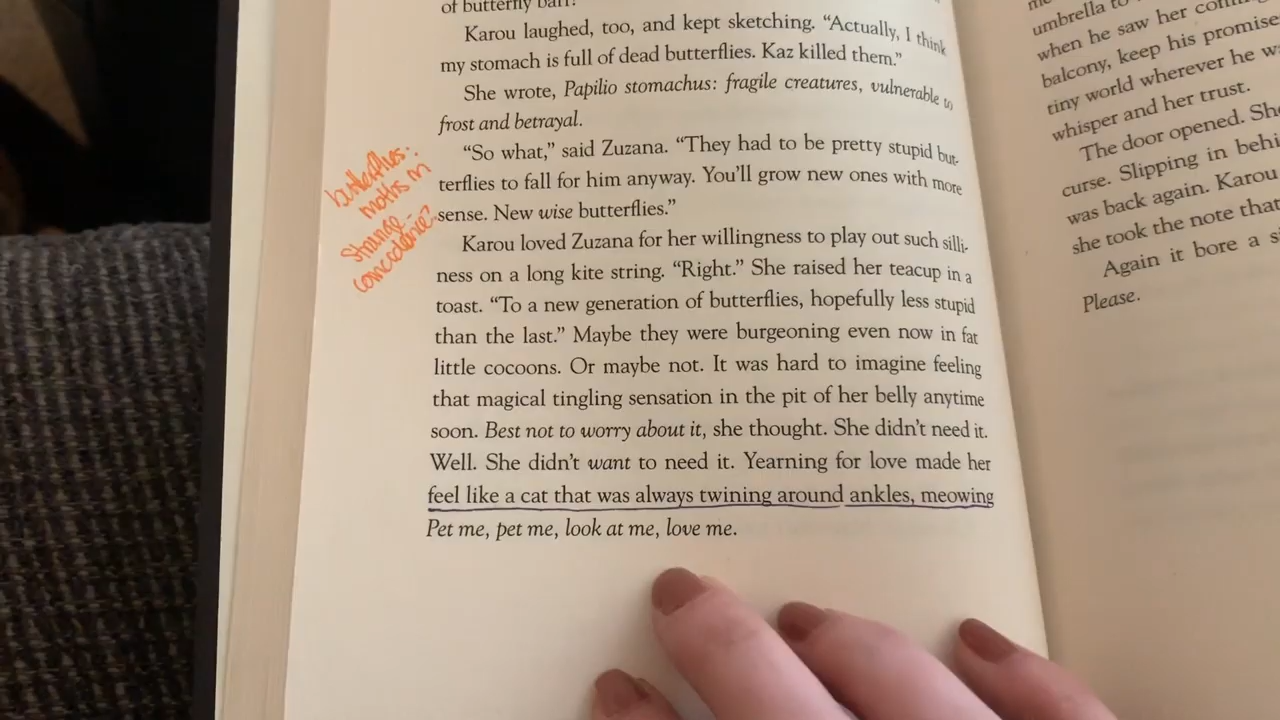 of butterfly barf!
Karou laughed, too, and kept sketching. “Actually, I think
my stomach is full of dead butterflies. Kaz killed them.”
She wrote, Papilio stomachus: fragile creatures, vulnerable to
frost and betrayal.
“So what,” said Zuzana. “They had to be pretty stupid but-
terflies to fall for him anyway. You’ll grow new ones with more
sense. New wise butterflies.”
Karou loved Zuzana for her willingness to play out such silli-
ness on a long kite string. “Right.” She raised her teacup in a
toast. “To a new generation of butterflies, hopefully less stupid
than the last.” Maybe they were burgeoning even now in fat
little cocoons. Or maybe not. It was hard to imagine feeling
that magical tingling sensation in the pit of her belly anytime
soon. Best not to worry about it, she thought. She didn’t need it.
Well. She didn’t want to need it. Yearning for love made her
feel like a cat that was always twining around ankles, meowing
Pet me, pet me, look at me, love me.
butterflies:
moths in
strange
umbrella to
when he saw her
balcony, keep his promise
tiny world wherever he
whisper and her trust.
The door opened. She
curse. Slipping in
was back again. Karou
she took the note that
Again it bore a
Please.